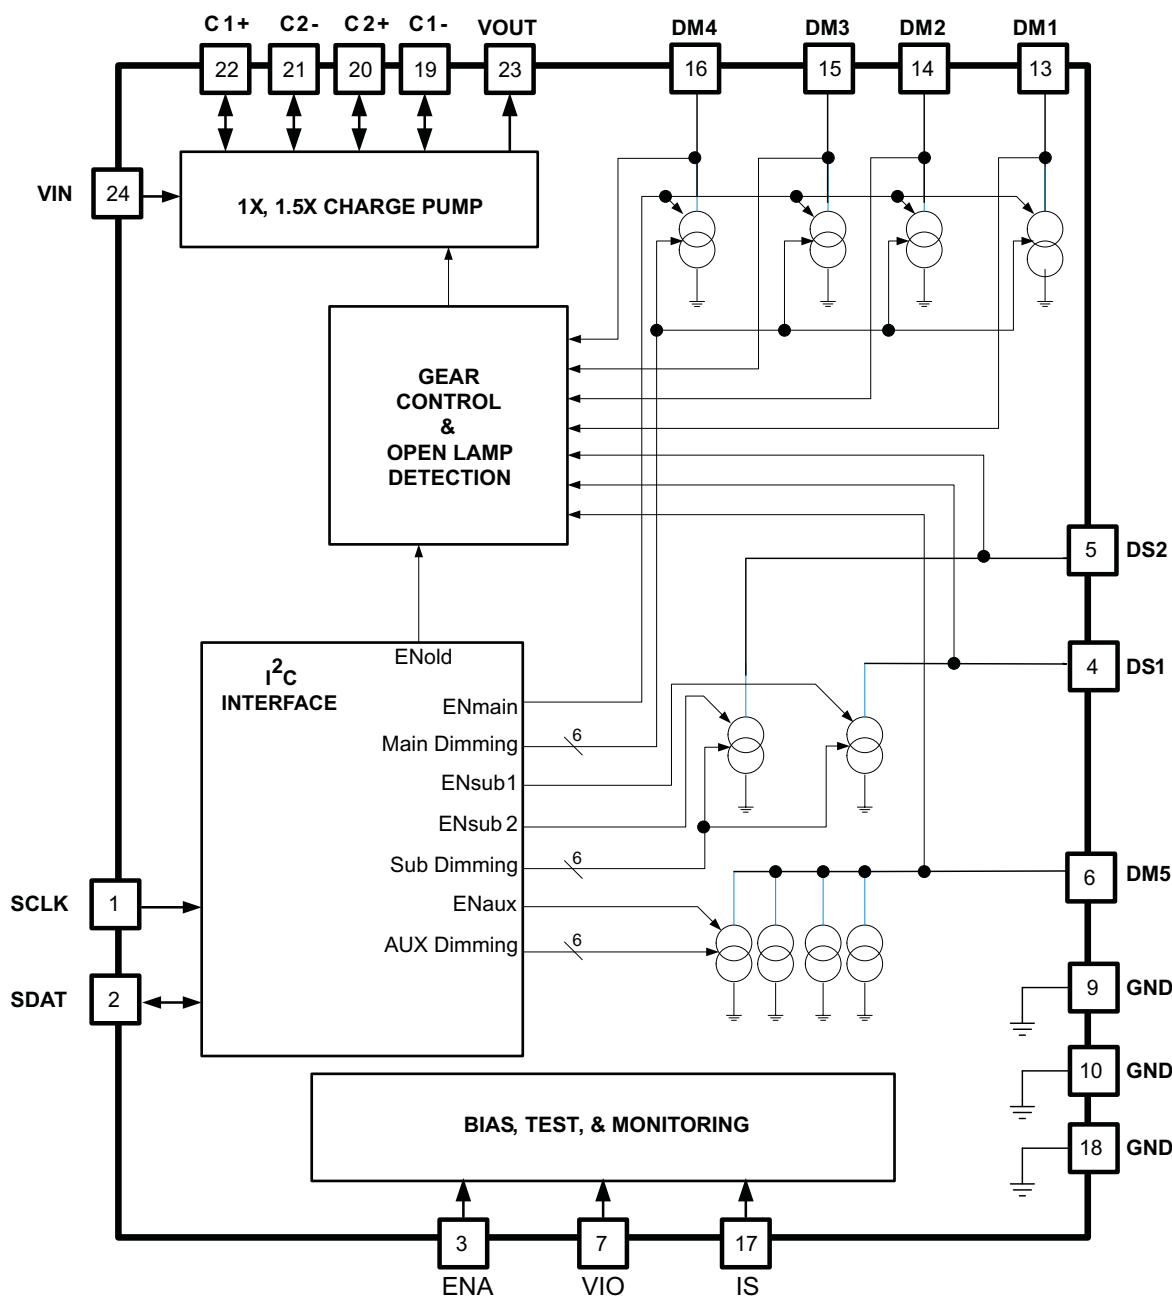 C1+ C2- C2+ C1- VOUT DM4 DM3 DM2 DM1
22 21 20 19 23 16 15 14 13
VIN 24
1X, 1.5X CHARGE PUMP
GEAR
CONTROL
&
OPEN LAMP
DETECTION
5 DS2
4 DS1
ENold
I2C
INTERFACE
ENmain
Main Dimming 6
ENsub1
ENsub 2
Sub Dimming 6
ENaux
AUX Dimming 6
6 DM5
SCLK 1
SDAT 2
9 GND
10 GND
18 GND
BIAS, TEST, & MONITORING
3 7 17
ENA VIO IS